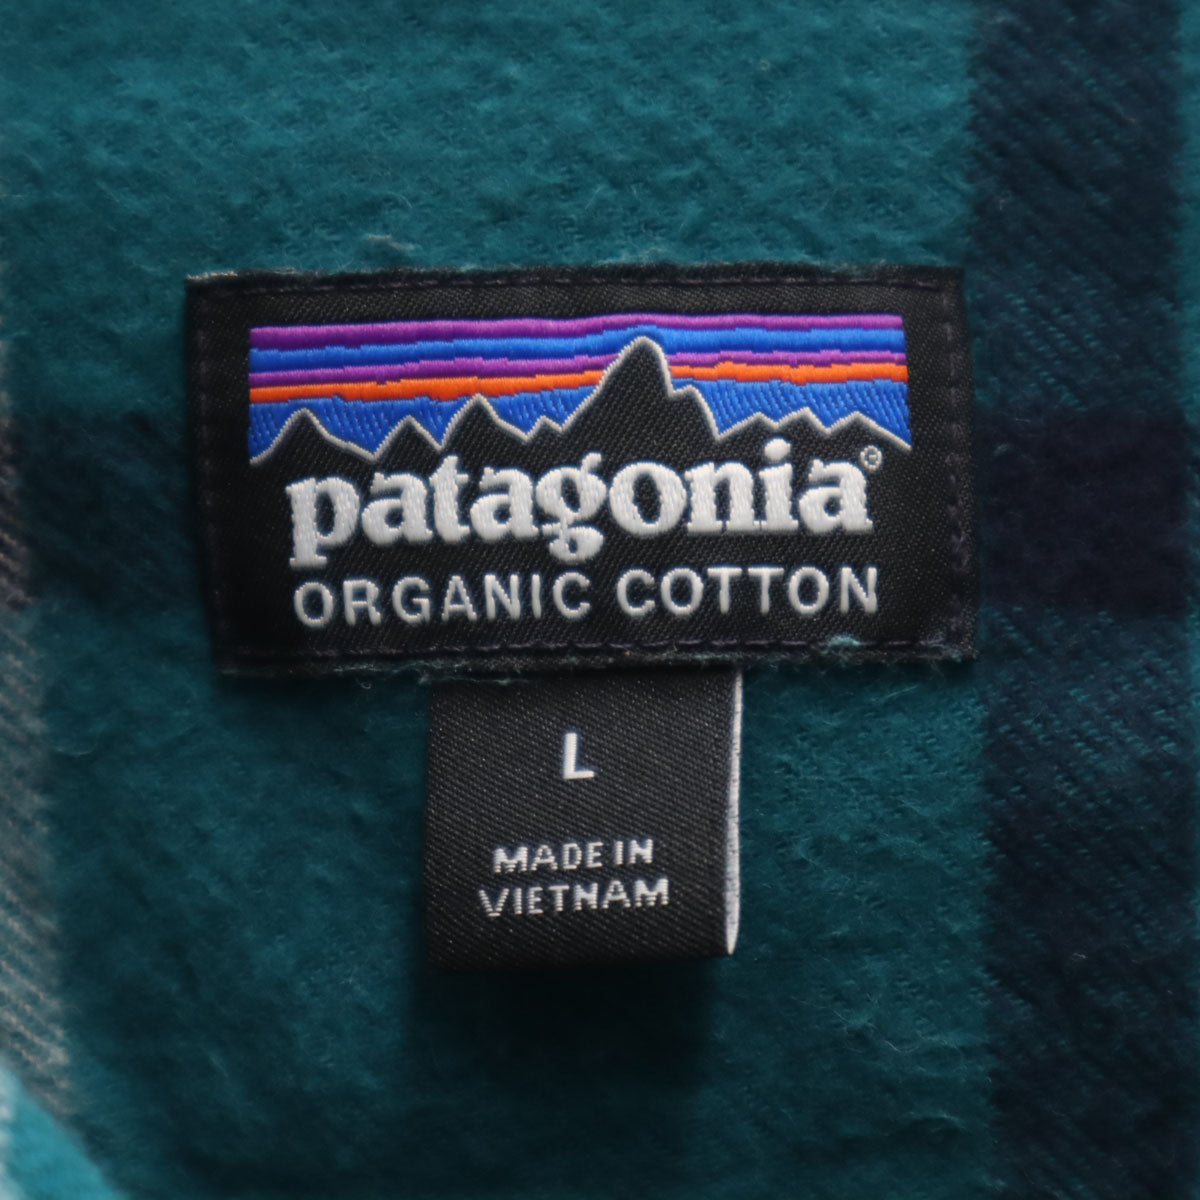 patagonia®
ORGANIC COTTON
L
MADE IN
VIETNAM